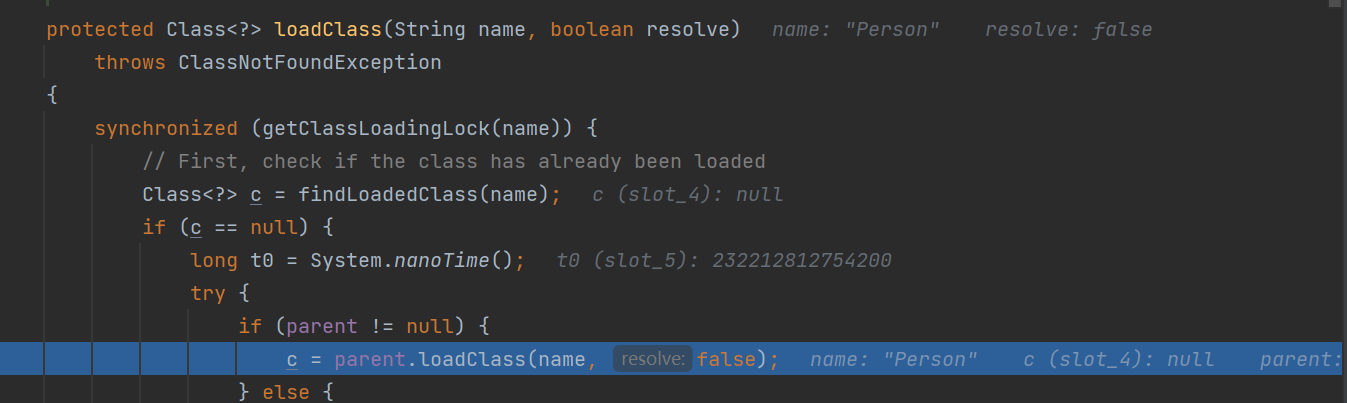 protected Class<?> loadClass(String name, boolean resolve) name: "Person" resolve: false
throws ClassNotFoundException
{
synchronized (getClassLoadingLock(name)) {
// First, check if the class has already been loaded
Class<?> c = findLoadedClass(name); c (slot_4): null
if (c == null) {
long t0 = System.nanoTime(); t0 (slot_5): 232212812754200
try {
if (parent != null) {
c = parent.loadClass(name, resolve: false); name: "Person" c (slot_4): null parent:
} else {